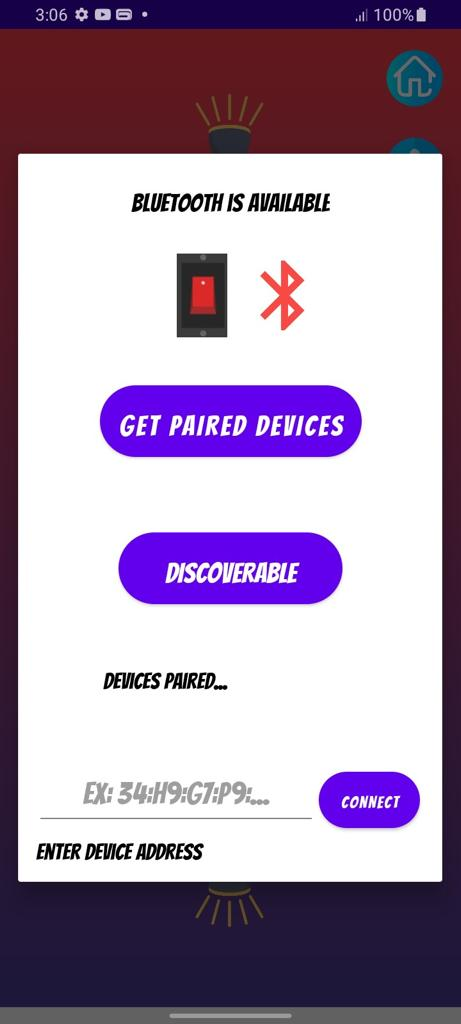 3:06
100%
BLUETOOTH IS AVAILABLE
GET PAIRED DEVICES
DISCOVERABLE
DEVICES PAIRED...
EX: 34:H9:G7:P9:...
CONNECT
ENTER DEVICE ADDRESS